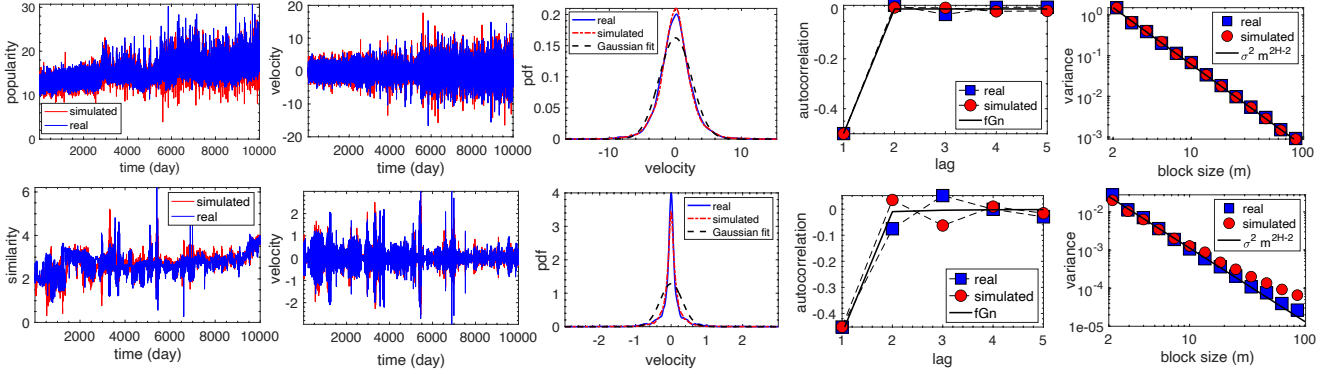 popularity
30
20
10
0
simulated
real
2000 4000 6000 8000 10000
time (day)
velocity
20
10
0
-10
-20
2000 4000 6000 8000 10000
time (day)
pdf
0.2
0.15
0.1
0.05
0
real
simulated
Gaussian fit
-10 0 10
velocity
autocorrelation
0
-0.2
-0.4
real
simulated
fGn
1 2 3 4 5
lag
variance
10^0
10^-1
10^-2
10^-3
real
simulated
σ^2 m^2H-2
2 10 100
block size (m)
similarity
6
4
2
0
simulated
real
2000 4000 6000 8000 10000
time (day)
velocity
2
1
0
-1
-2
2000 4000 6000 8000 10000
time (day)
pdf
4
3
2
1
0
real
simulated
Gaussian fit
-3 -2 -1 0 1 2
velocity
autocorrelation
0
-0.1
-0.2
-0.3
-0.4
real
simulated
fGn
1 2 3 4 5
lag
variance
10^-2
10^-3
10^-4
1e-05
real
simulated
σ^2 m^2H-2
2 10 100
block size (m)